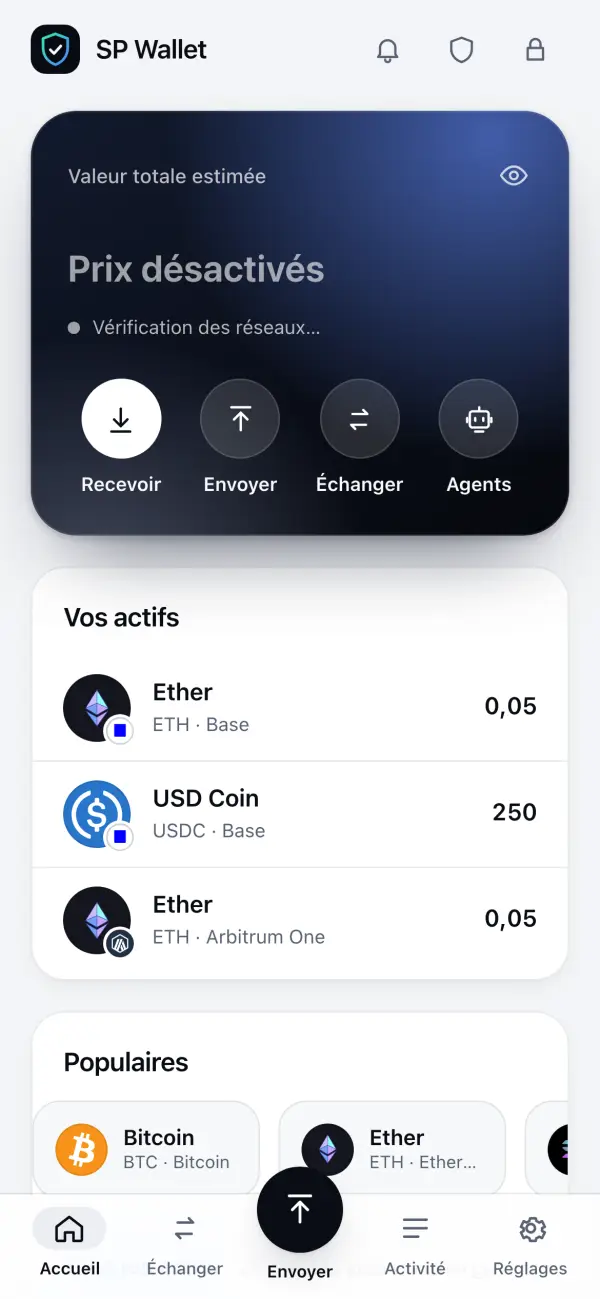 SP Wallet
Valeur totale estimée
Prix désactivés
Vérification des réseaux...
Recevoir
Envoyer
Échanger
Agents
Vos actifs
Ether
0,05
ETH · Base
USD Coin
250
USDC · Base
Ether
0,05
ETH · Arbitrum One
Populaires
Bitcoin
BTC · Bitcoin
Ether
ETH · Ether...
Accueil
Échanger
Envoyer
Activité
Réglages